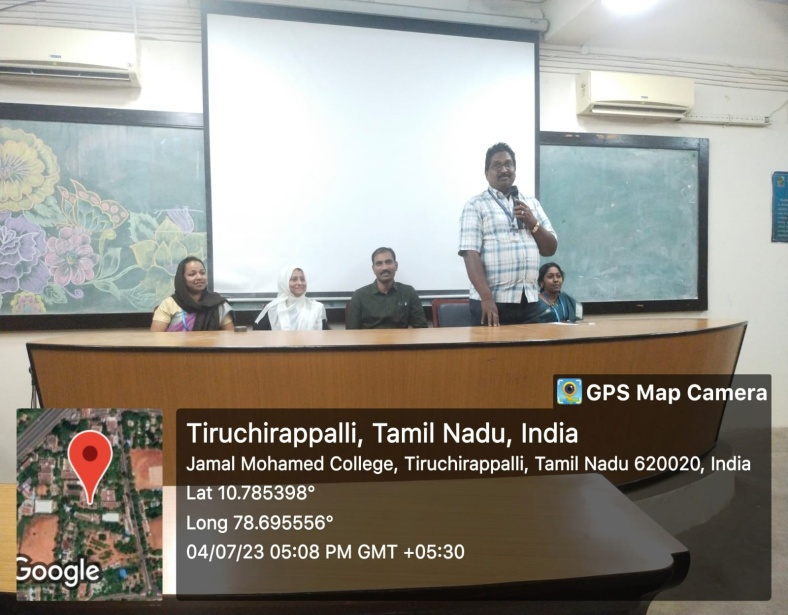 GPS Map Camera
Tiruchirappalli, Tamil Nadu, India
Jamal Mohamed College, Tiruchirappalli, Tamil Nadu 620020, India
Lat 10.785398°
Long 78.695556°
04/07/23 05:08 PM GMT +05:30
Google